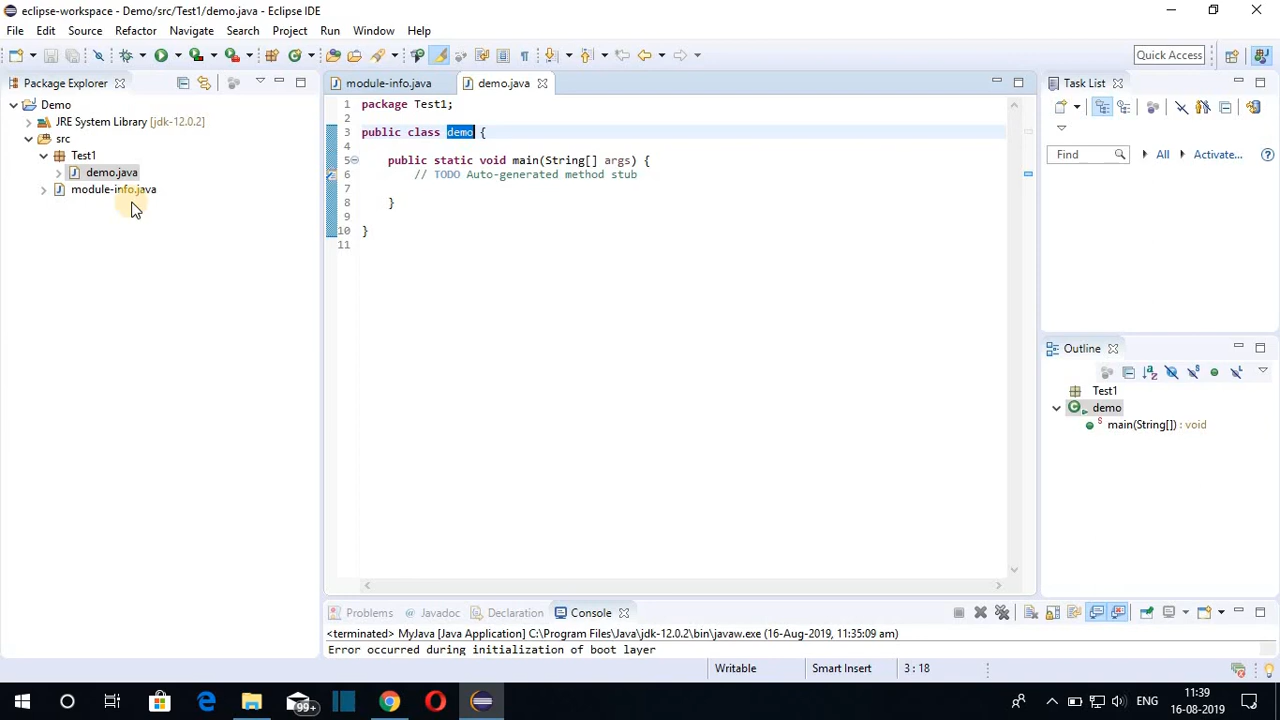 eclipse-workspace - Demo/src/Test1/demo.java - Eclipse IDE
File Edit Source Refactor Navigate Search Project Run Window Help
Quick Access
Package Explorer
Demo
JRE System Library [jdk-12.0.2]
src
Test1
demo.java
module-info.java
module-info.java demo.java
1 package Test1;
2
3 public class demo {
4
5 public static void main(String[] args) {
6 // TODO Auto-generated method stub
7
8 }
9
10 }
11
Task List
Find All Activate...
Outline
Test1
demo
main(String[]) : void
Problems @ Javadoc Declaration Console
<terminated> MyJava [Java Application] C:\Program Files\Java\jdk-12.0.2\bin\javaw.exe (16-Aug-2019, 11:35:09 am)
Error occurred during initialization of boot layer
Writable Smart Insert 3 : 18
99+
ENG
11:39
16-08-2019